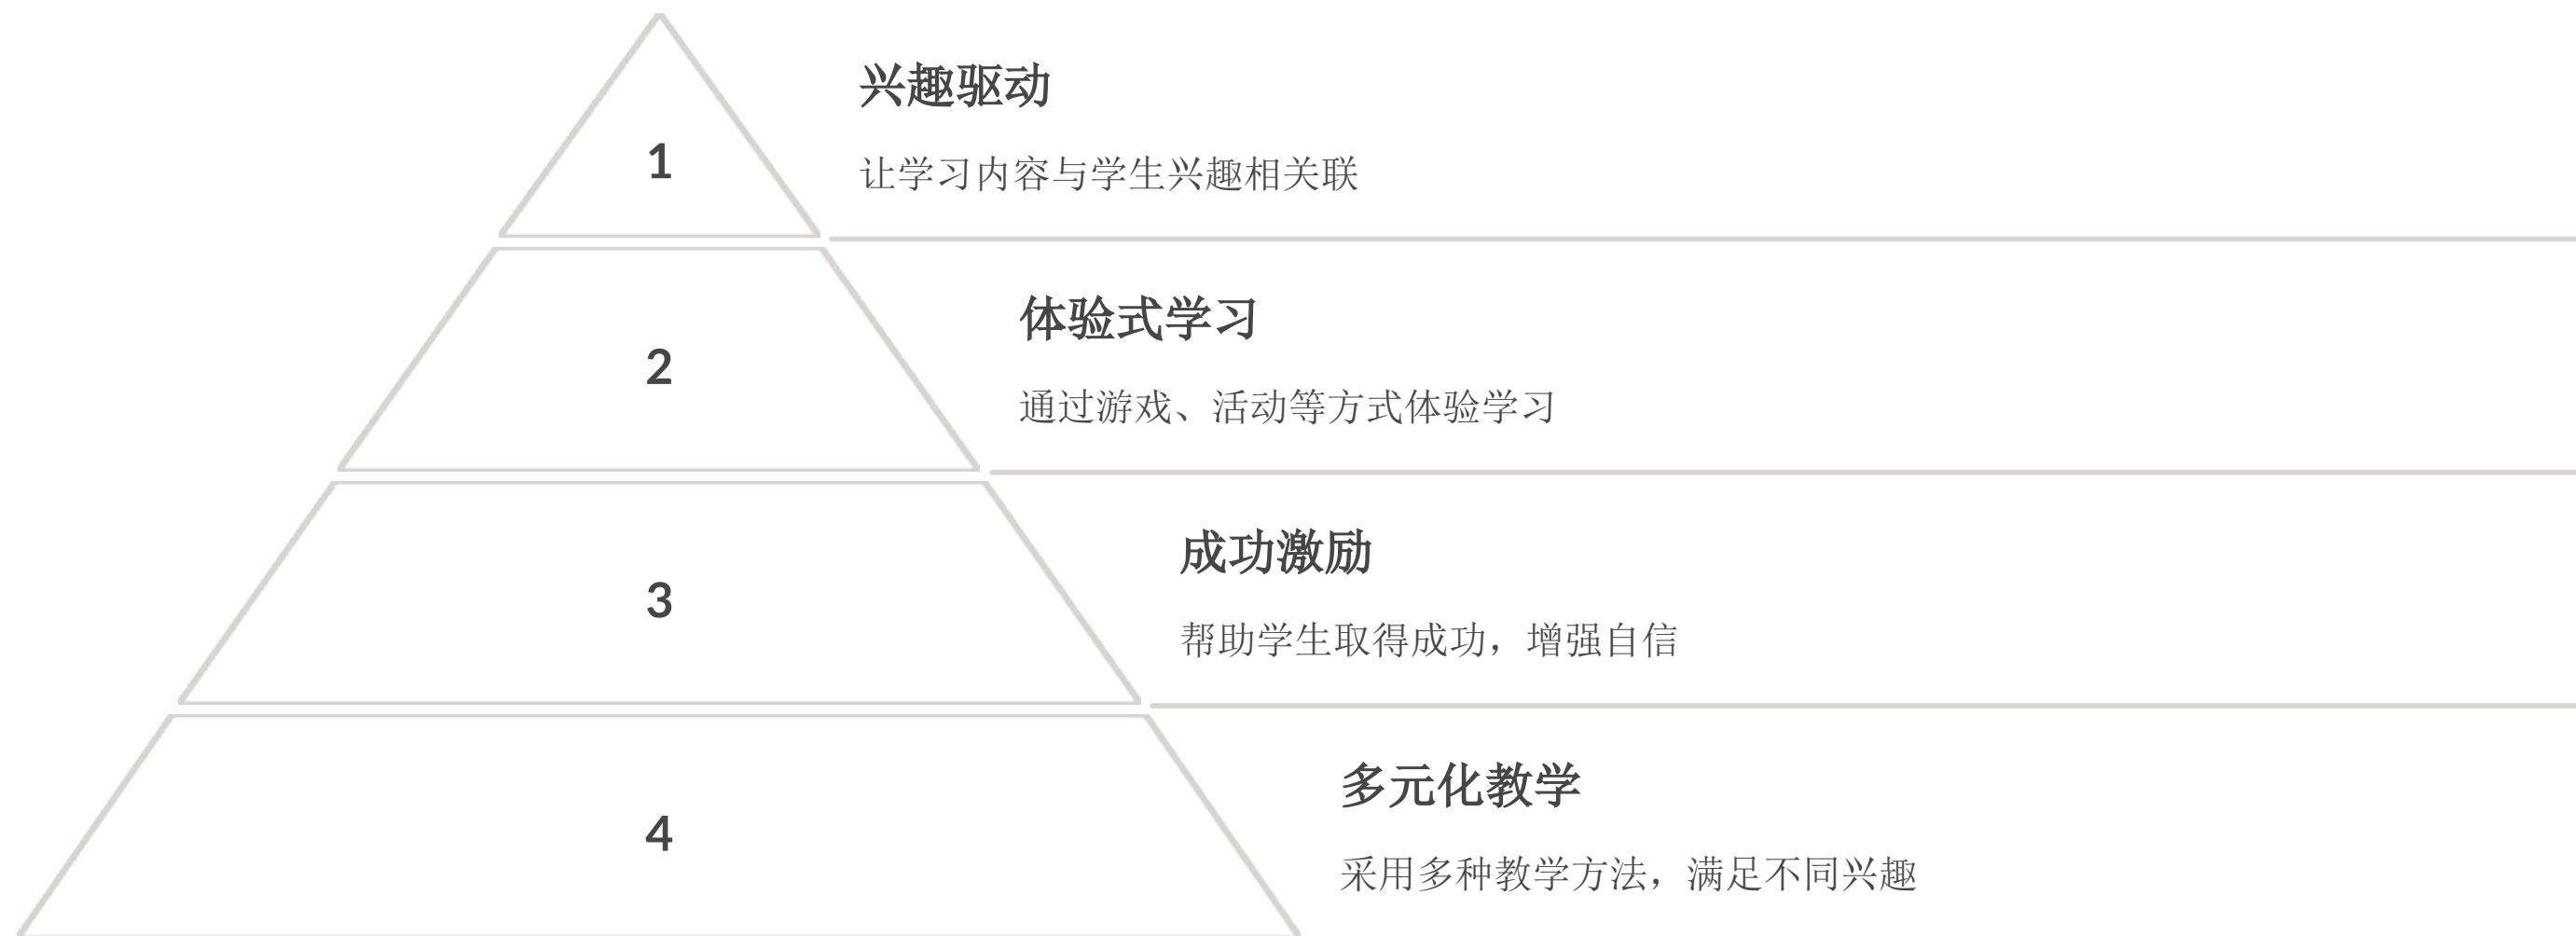 1
兴趣驱动
让学习内容与学生兴趣相关联
2
体验式学习
通过游戏、活动等方式体验学习
3
成功激励
帮助学生取得成功，增强自信
4
多元化教学
采用多种教学方法，满足不同兴趣